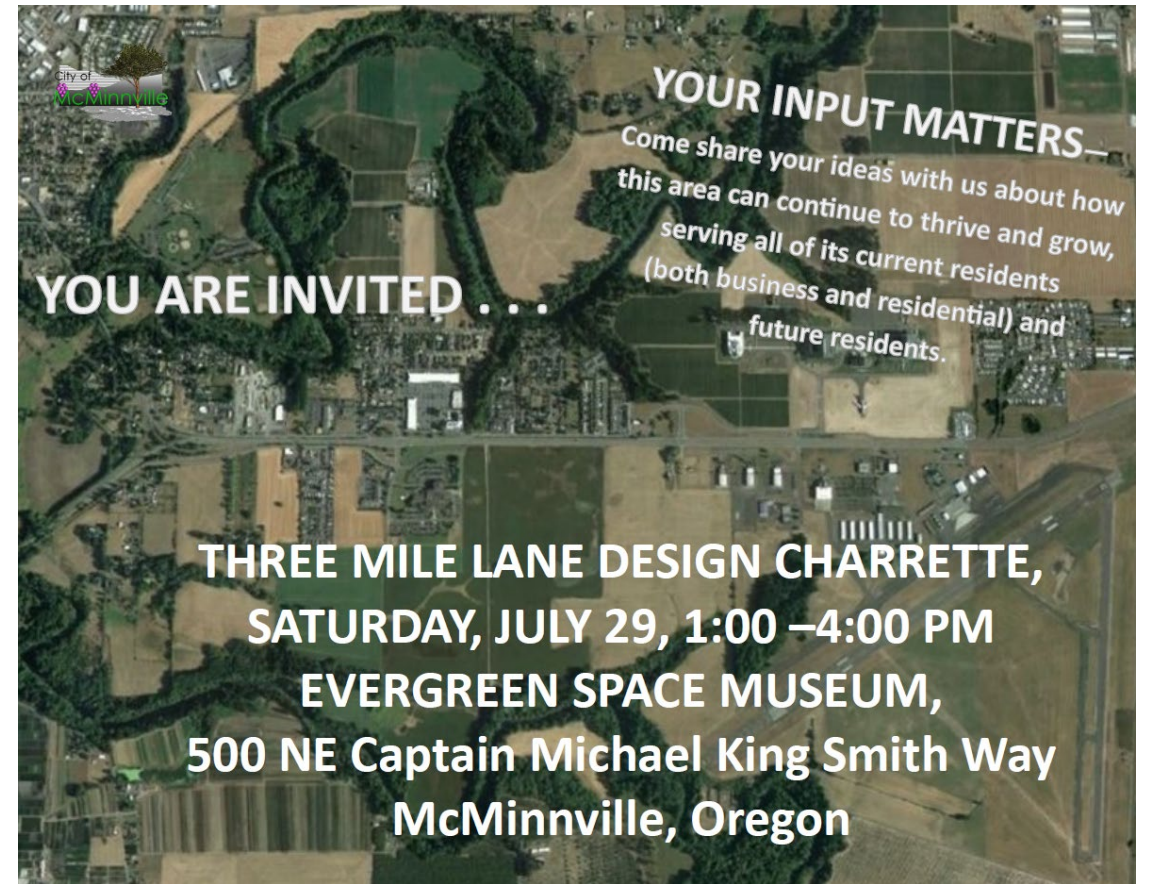 City of
McMinnville
YOUR INPUT MATTERS—
Come share your ideas with us about how
this area can continue to thrive and grow,
serving all of its current residents
(both business and residential) and
future residents.
YOU ARE INVITED . . .
THREE MILE LANE DESIGN CHARRETTE,
SATURDAY, JULY 29, 1:00 –4:00 PM
EVERGREEN SPACE MUSEUM,
500 NE Captain Michael King Smith Way
McMinnville, Oregon